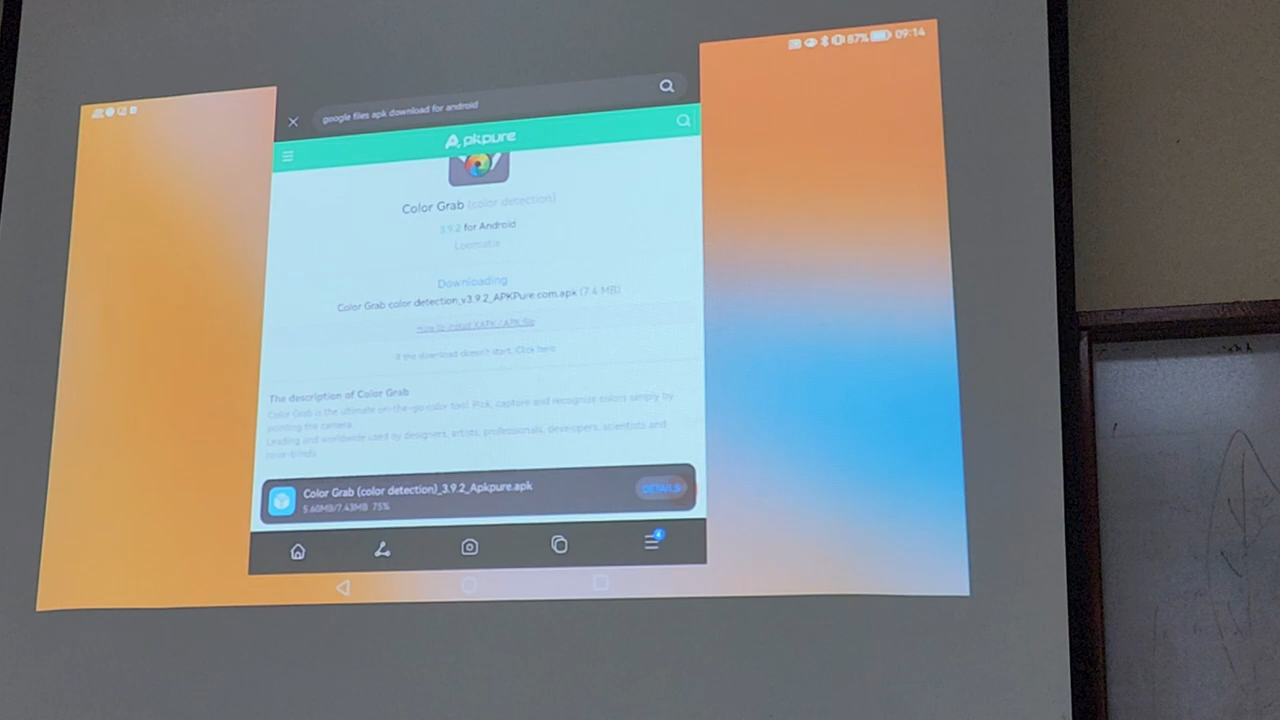 87% 09:14
google files apk download for android
Apkpure
Color Grab (color detection)
3.9.2 for Android
Loomatix
Downloading
Color Grab color detection_v3.9.2_APKPure.com.apk (7.4 MB)
How to install XAPK / APK file
If the download doesn't start, Click here
The description of Color Grab
Color Grab is the ultimate on-the-go color tool. Pick, capture and recognize colors simply by
pointing the camera.
Leading and worldwide used by designers, artists, professionals, developers, scientists and
color-blinds.
Color Grab (color detection)_3.9.2_Apkpure.apk
5.60MB/7.43MB 75%
DETAILS